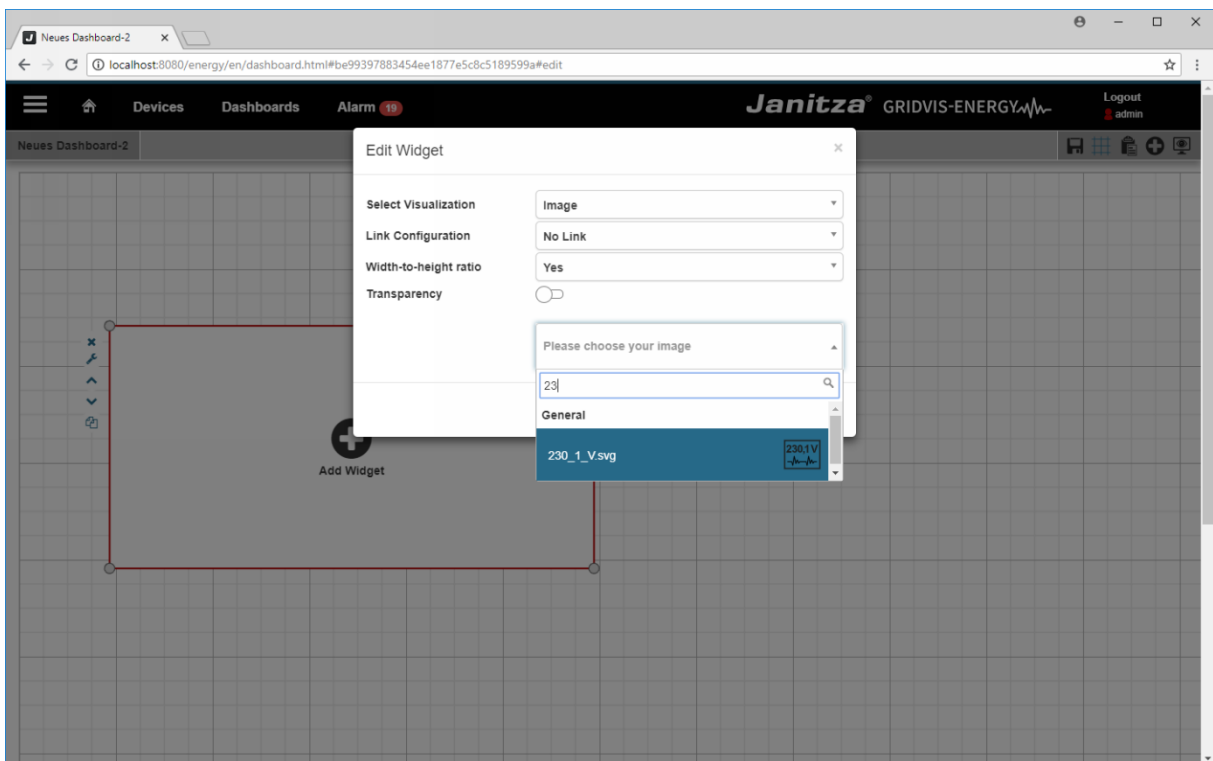 Neues Dashboard-2
localhost:8080/energy/en/dashboard.html#be99397883454ee1877e5c8c5189599a#edit
Devices Dashboards Alarm 19 Janitza® GRIDVIS-ENERGY Logout
admin
Neues Dashboard-2
Edit Widget
Select Visualization Image
Link Configuration No Link
Width-to-height ratio Yes
Transparency
Please choose your image
23
General
230_1_V.svg 230,1 V
Add Widget